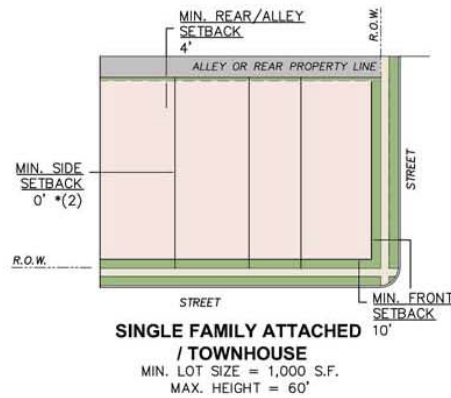 MIN. REAR/ALLEY
SETBACK
4'
R.O.W.
ALLEY OR REAR PROPERTY LINE
MIN. SIDE
SETBACK
0' *(2)
STREET
R.O.W.
STREET
MIN. FRONT
SETBACK
10'
SINGLE FAMILY ATTACHED
/ TOWNHOUSE
MIN. LOT SIZE = 1,000 S.F.
MAX. HEIGHT = 60'